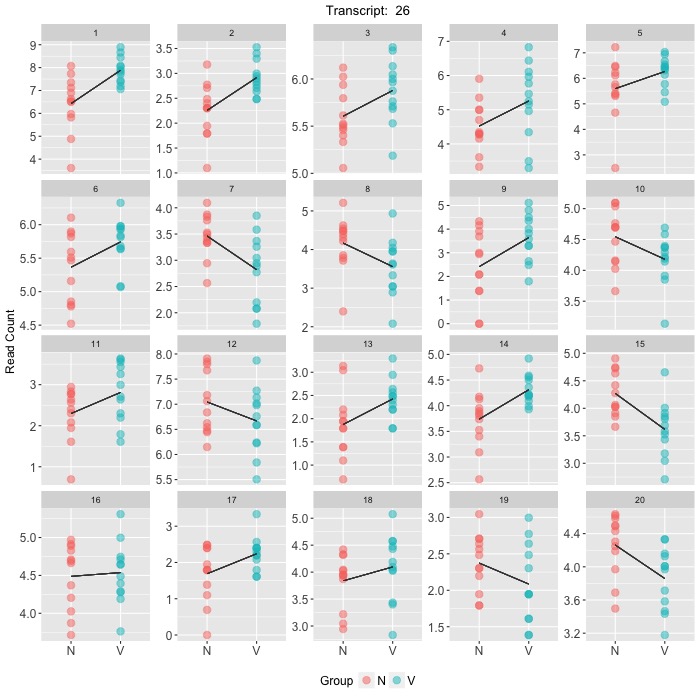 Transcript: 26
1 2 3 4 5
9 8 7 6 5 4
3.5 3.0 2.5 2.0 1.5 1.0
6.0 5.5 5.0
7 6 5 4
7 6 5 4 3
6 7 8 9 10
6.0 5.5 5.0 4.5
4.0 3.5 3.0 2.5 2.0
5 4 3 2
5 4 3 2 1 0
5.0 4.5 4.0 3.5
Read Count
11 12 13 14 15
3 2 1
8.0 7.5 7.0 6.5 6.0 5.5
3.0 2.5 2.0 1.5 1.0
5.0 4.5 4.0 3.5 3.0 2.5
5.0 4.5 4.0 3.5 3.0
16 17 18 19 20
5.0 4.5 4.0
3 2 1 0
5.0 4.5 4.0 3.5 3.0
3.0 2.5 2.0 1.5
4.4 4.0 3.6 3.2
N V N V N V N V N V
Group N V